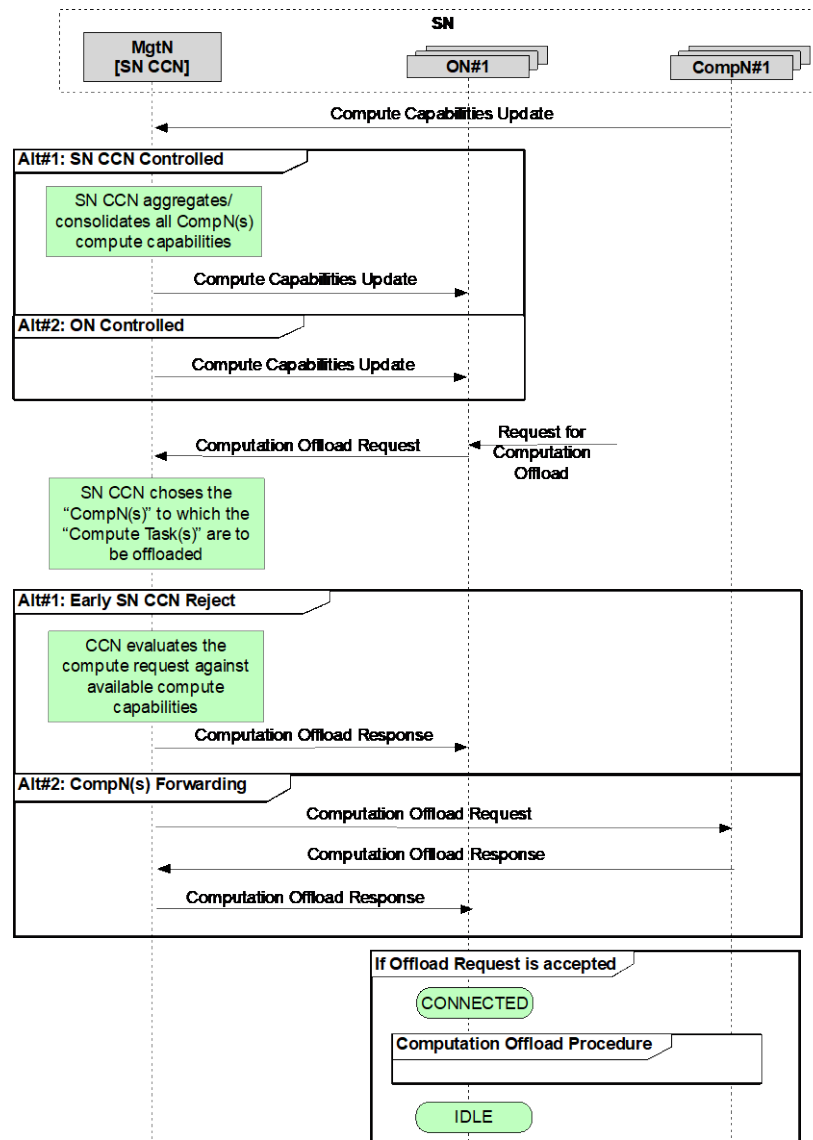 SN
MgtN
[SN CCN]
ON#1
CompN#1
Compute Capabilities Update
Alt#1: SN CCN Controlled
SN CCN aggregates/
consolidates all CompN(s)
compute capabilities
Compute Capabilities Update
Alt#2: ON Controlled
Compute Capabilities Update
Computation Offload Request
Request for
Computation
Offload
SN CCN choses the
“CompN(s)” to which the
“Compute Task(s)” are to
be offloaded
Alt#1: Early SN CCN Reject
CCN evaluates the
compute request against
available compute
capabilities
Computation Offload Response
Alt#2: CompN(s) Forwarding
Computation Offload Request
Computation Offload Response
Computation Offload Response
If Offload Request is accepted
CONNECTED
Computation Offload Procedure
IDLE